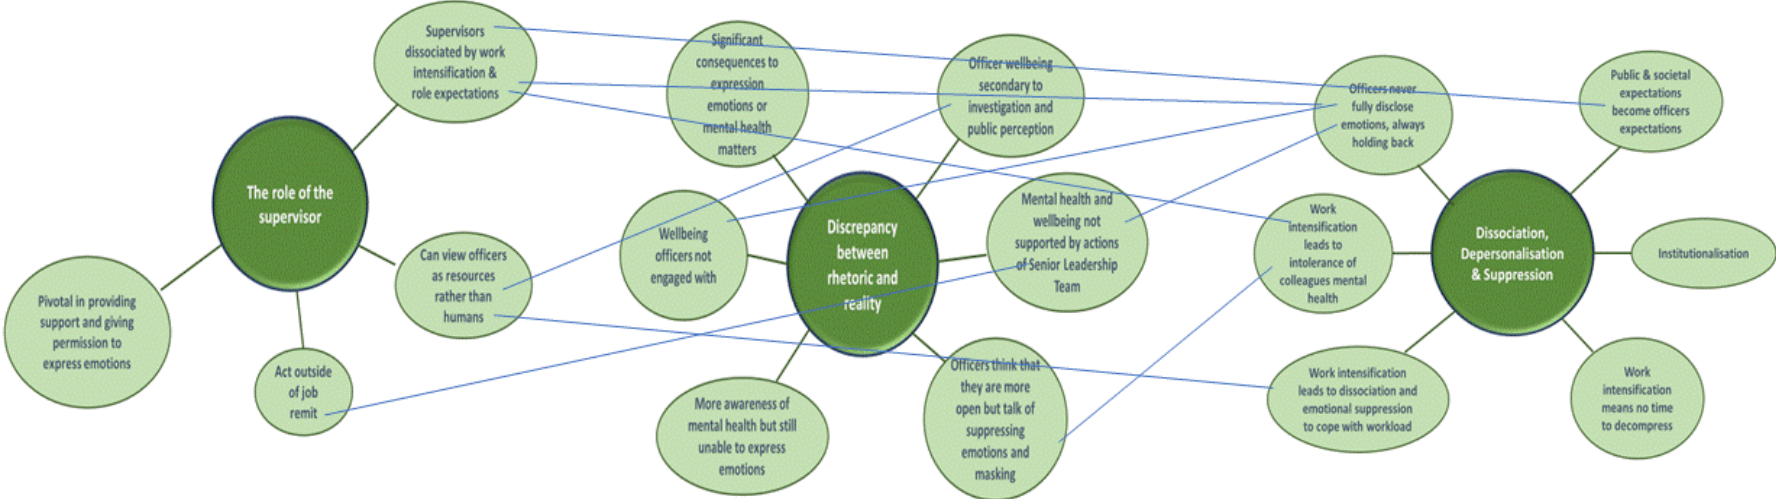 Supervisors
dissociated by work
intensification &
role expectations
The role of the
supervisor
Pivotal in providing
support and giving
permission to
express emotions
Act outside
of job
remit
Can view officers
as resources
rather than
humans
Significant
consequences to
expression
emotions or
mental health
matters
Officer wellbeing
secondary to
investigation and
public perception
Wellbeing
officers not
engaged with
Discrepancy
between
rhetoric and
reality
Mental health and
wellbeing not
supported by actions
of Senior Leadership
Team
More awareness of
mental health but still
unable to express
emotions
Officers think that
they are more
open but talk of
suppressing
emotions and
masking
Officers never
fully disclose
emotions, always
holding back
Public & societal
expectations
become officers
expectations
Work
intensification
leads to
intolerance of
colleagues mental
health
Dissociation,
Depersonalisation
& Suppression
Institutionalisation
Work intensification
leads to dissociation and
emotional suppression
to cope with workload
Work
intensification
means no time
to decompress